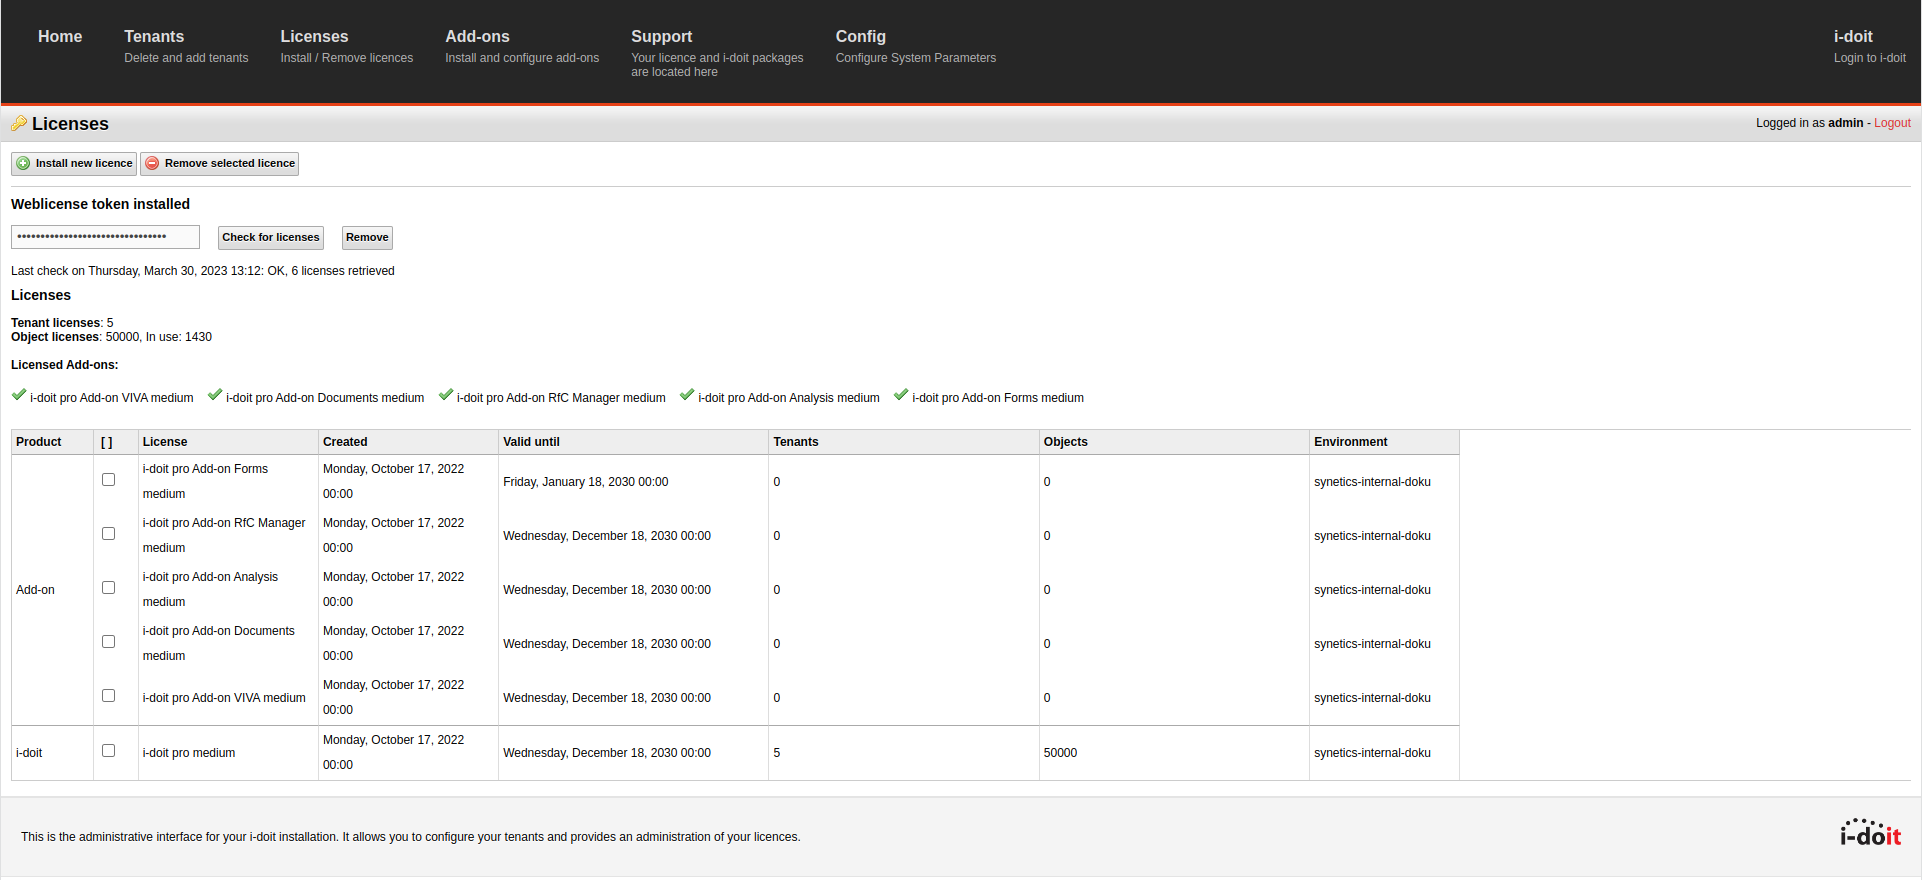 Home
Tenants
Delete and add tenants
Licenses
Install / Remove licences
Add-ons
Install and configure add-ons
Support
Your licence and i-doit packages
are located here
Config
Configure System Parameters
i-doit
Login to i-doit
Licenses
Logged in as admin - Logout
Install new licence
Remove selected licence
Weblicense token installed
••••••••••••••••••••••••••••••••
Check for licenses
Remove
Last check on Thursday, March 30, 2023 13:12: OK, 6 licenses retrieved
Licenses
Tenant licenses: 5
Object licenses: 50000, In use: 1430
Licensed Add-ons:
i-doit pro Add-on VIVA medium i-doit pro Add-on Documents medium i-doit pro Add-on RfC Manager medium i-doit pro Add-on Analysis medium i-doit pro Add-on Forms medium
Product [ ] License Created Valid until Tenants Objects Environment
Add-on
i-doit pro Add-on Forms
medium
Monday, October 17, 2022
00:00
Friday, January 18, 2030 00:00
0
0
synetics-internal-doku
i-doit pro Add-on RfC Manager
medium
Monday, October 17, 2022
00:00
Wednesday, December 18, 2030 00:00
0
0
synetics-internal-doku
i-doit pro Add-on Analysis
medium
Monday, October 17, 2022
00:00
Wednesday, December 18, 2030 00:00
0
0
synetics-internal-doku
i-doit pro Add-on Documents
medium
Monday, October 17, 2022
00:00
Wednesday, December 18, 2030 00:00
0
0
synetics-internal-doku
i-doit pro Add-on VIVA medium
Monday, October 17, 2022
00:00
Wednesday, December 18, 2030 00:00
0
0
synetics-internal-doku
i-doit
i-doit pro medium
Monday, October 17, 2022
00:00
Wednesday, December 18, 2030 00:00
5
50000
synetics-internal-doku
This is the administrative interface for your i-doit installation. It allows you to configure your tenants and provides an administration of your licences.
i-doit